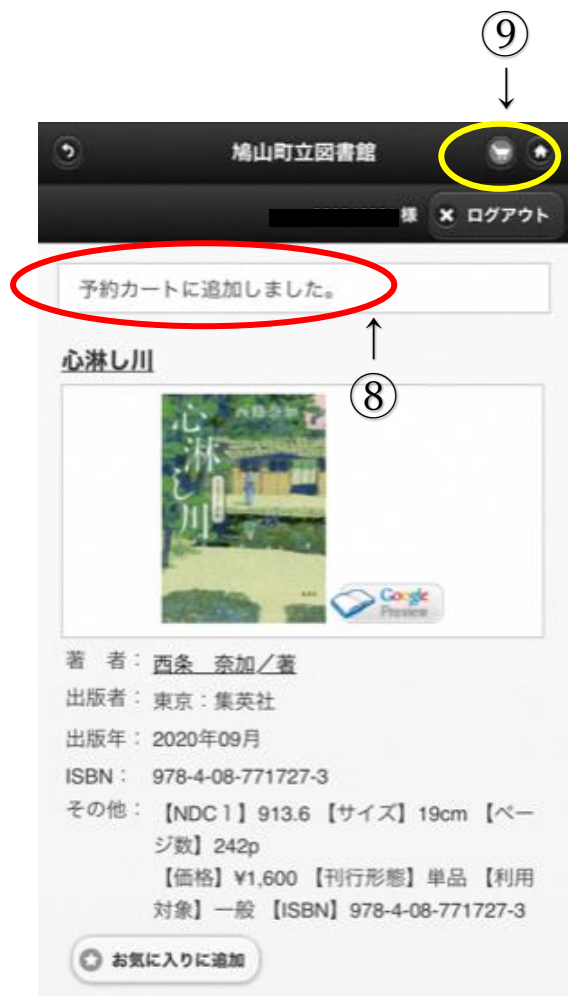 ⑨
↓
鳩山町立図書館
様 × ログアウト
予約カートに追加しました。
↑
⑧
心淋し川
心淋し川
西條奈加
Google
Preview
著　者： 西条　奈加／著
出版者： 東京：集英社
出版年： 2020年09月
ISBN： 978-4-08-771727-3
その他： 【NDC1】913.6 【サイズ】19cm 【ペー
ジ数】242p
【価格】¥1,600 【刊行形態】単品 【利用
対象】一般 【ISBN】978-4-08-771727-3
お気に入りに追加